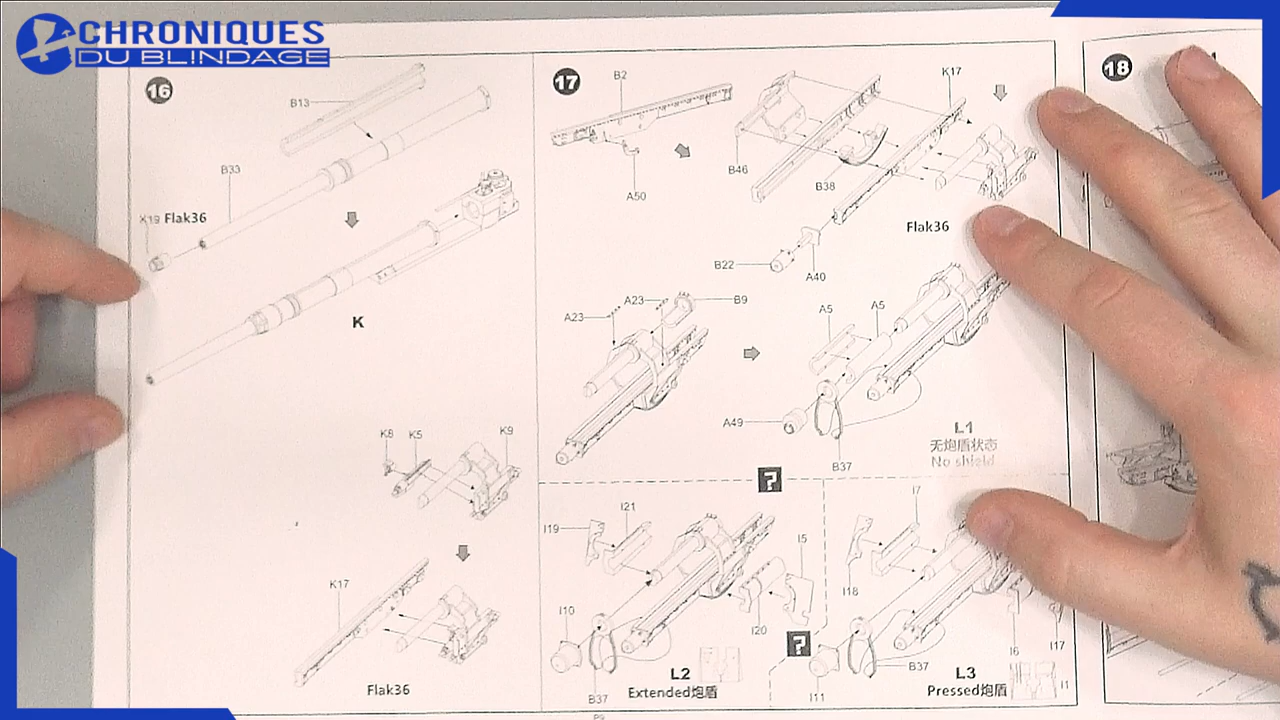 CHRONIQUES
DU BLINDAGE
16
B13
B33
K19 Flak36
K
K8
K5
K9
K17
Flak36
17
B2
A50
K17
B46
B38
Flak36
B22
A40
A23
A23
B9
A5
A5
A49
B37
L1
无炮盾状态
No shield
?
I19
I21
I5
I10
I20
B37
L2
Extended炮盾
?
I7
I18
B37
I6
I17
I11
I1
L3
Pressed炮盾
P9
18